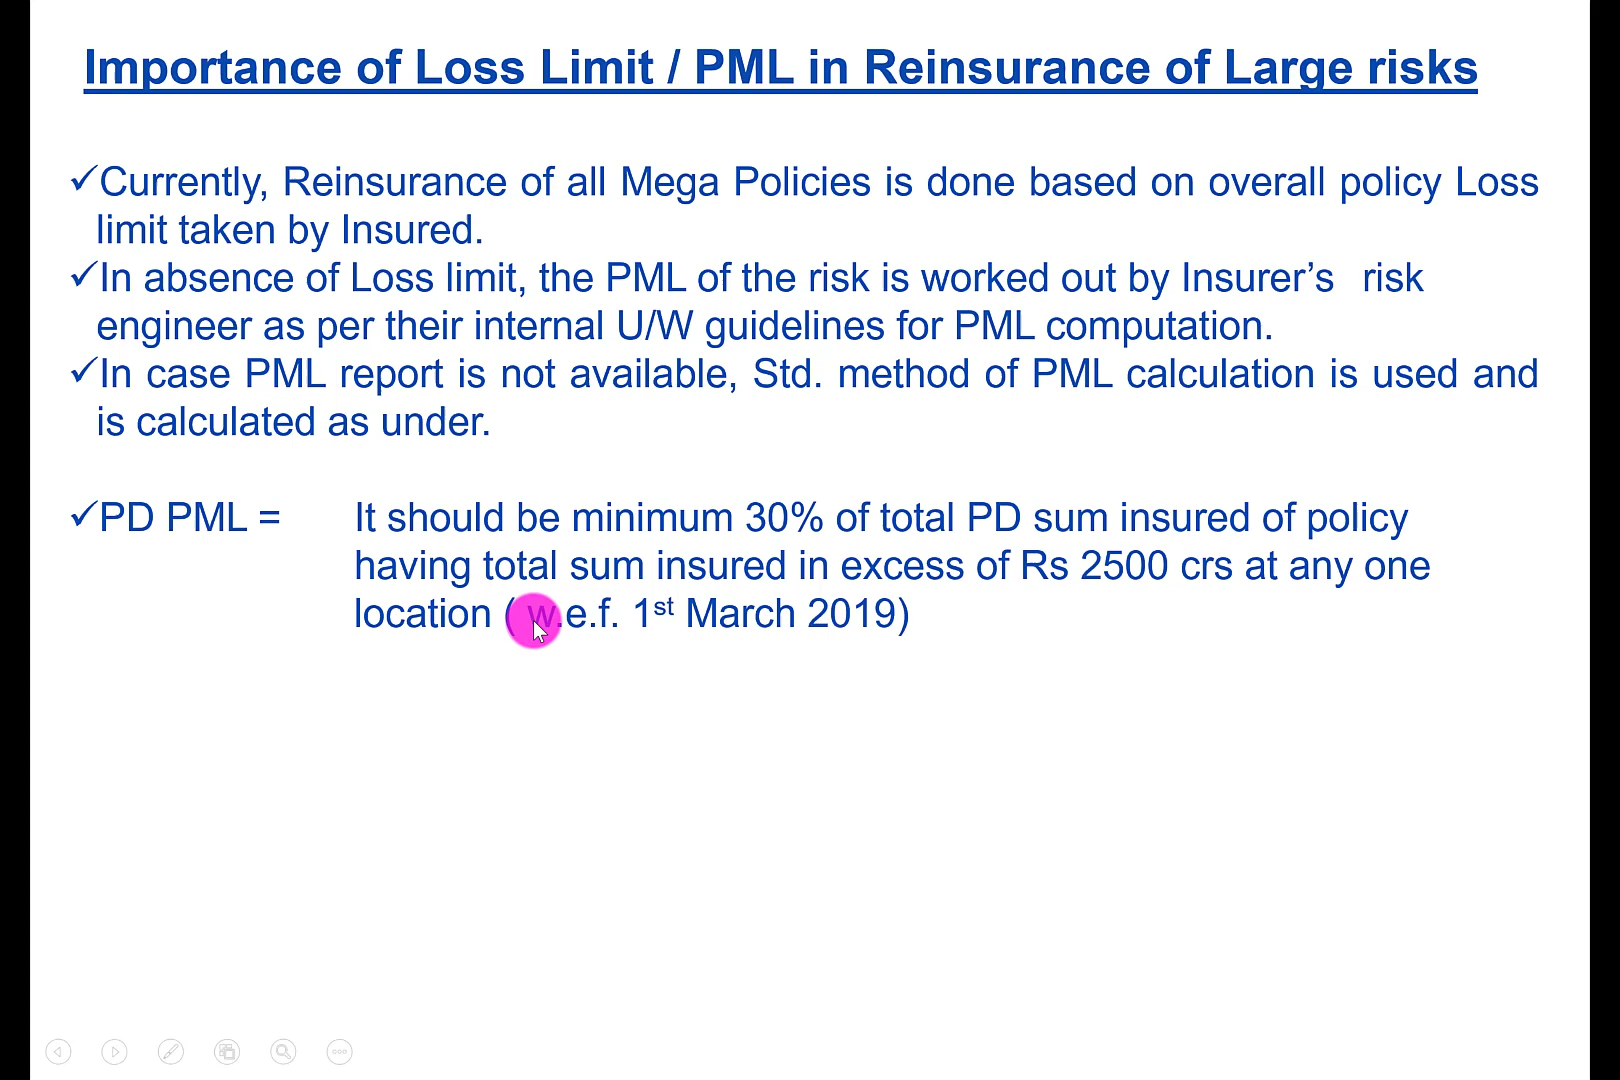 Importance of Loss Limit / PML in Reinsurance of Large risks
✓Currently, Reinsurance of all Mega Policies is done based on overall policy Loss
limit taken by Insured.
✓In absence of Loss limit, the PML of the risk is worked out by Insurer’s risk
engineer as per their internal U/W guidelines for PML computation.
✓In case PML report is not available, Std. method of PML calculation is used and
is calculated as under.
✓PD PML = It should be minimum 30% of total PD sum insured of policy
having total sum insured in excess of Rs 2500 crs at any one
location ( w.e.f. 1st March 2019)